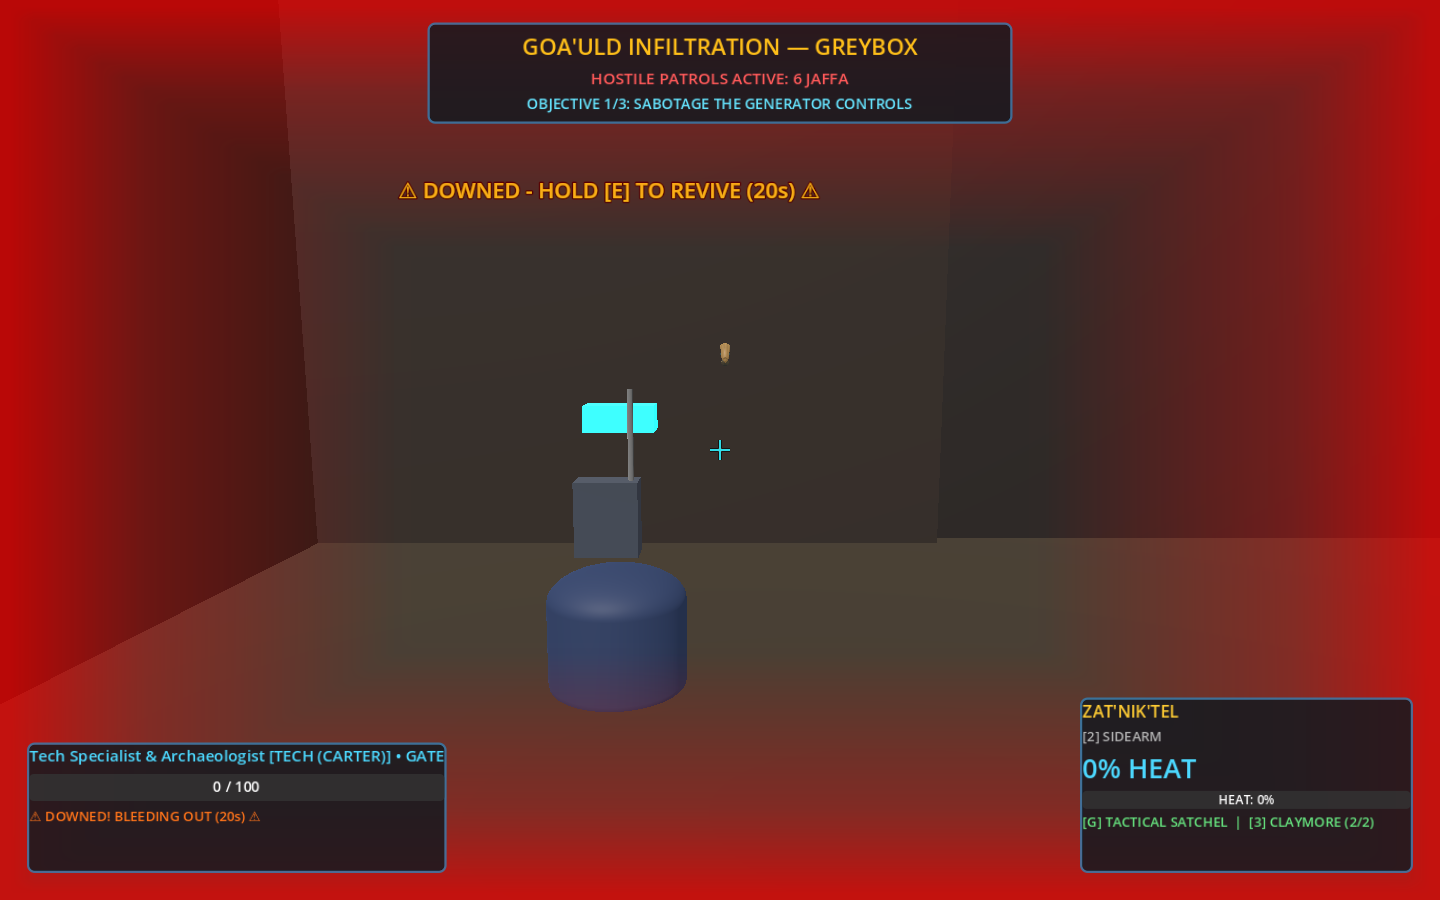 GOA'ULD INFILTRATION — GREYBOX
HOSTILE PATROLS ACTIVE: 6 JAFFA
OBJECTIVE 1/3: SABOTAGE THE GENERATOR CONTROLS
⚠ DOWNED - HOLD [E] TO REVIVE (20s) ⚠
Tech Specialist & Archaeologist [TECH (CARTER)] • GATE
0 / 100
⚠ DOWNED! BLEEDING OUT (20s) ⚠
ZAT'NIK'TEL
[2] SIDEARM
0% HEAT
HEAT: 0%
[G] TACTICAL SATCHEL | [3] CLAYMORE (2/2)